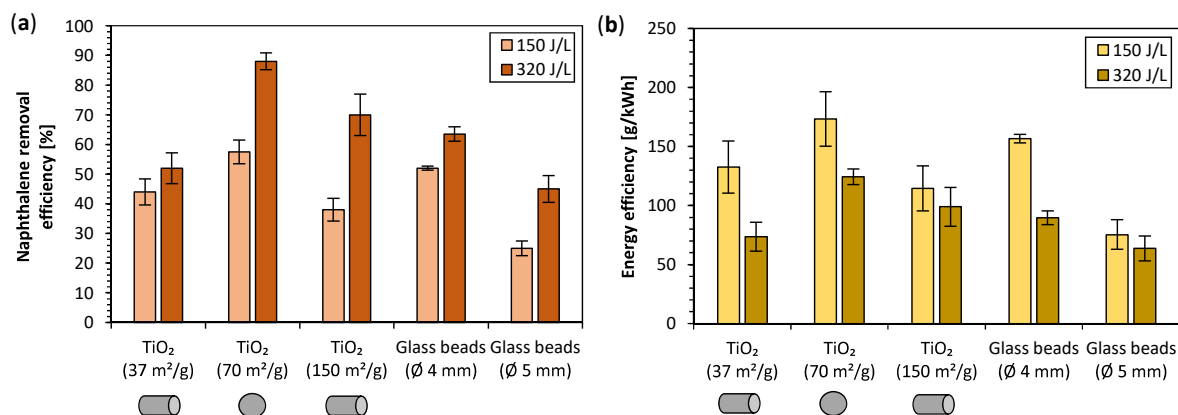 (a)
Naphthalene removal
efficiency [%]
100
90
80
70
60
50
40
30
20
10
0
150 J/L
320 J/L
TiO₂
(37 m²/g)
TiO₂
(70 m²/g)
TiO₂
(150 m²/g)
Glass beads
(Ø 4 mm)
Glass beads
(Ø 5 mm)
(b)
Energy efficiency [g/kWh]
250
200
150
100
50
0
150 J/L
320 J/L
TiO₂
(37 m²/g)
TiO₂
(70 m²/g)
TiO₂
(150 m²/g)
Glass beads
(Ø 4 mm)
Glass beads
(Ø 5 mm)